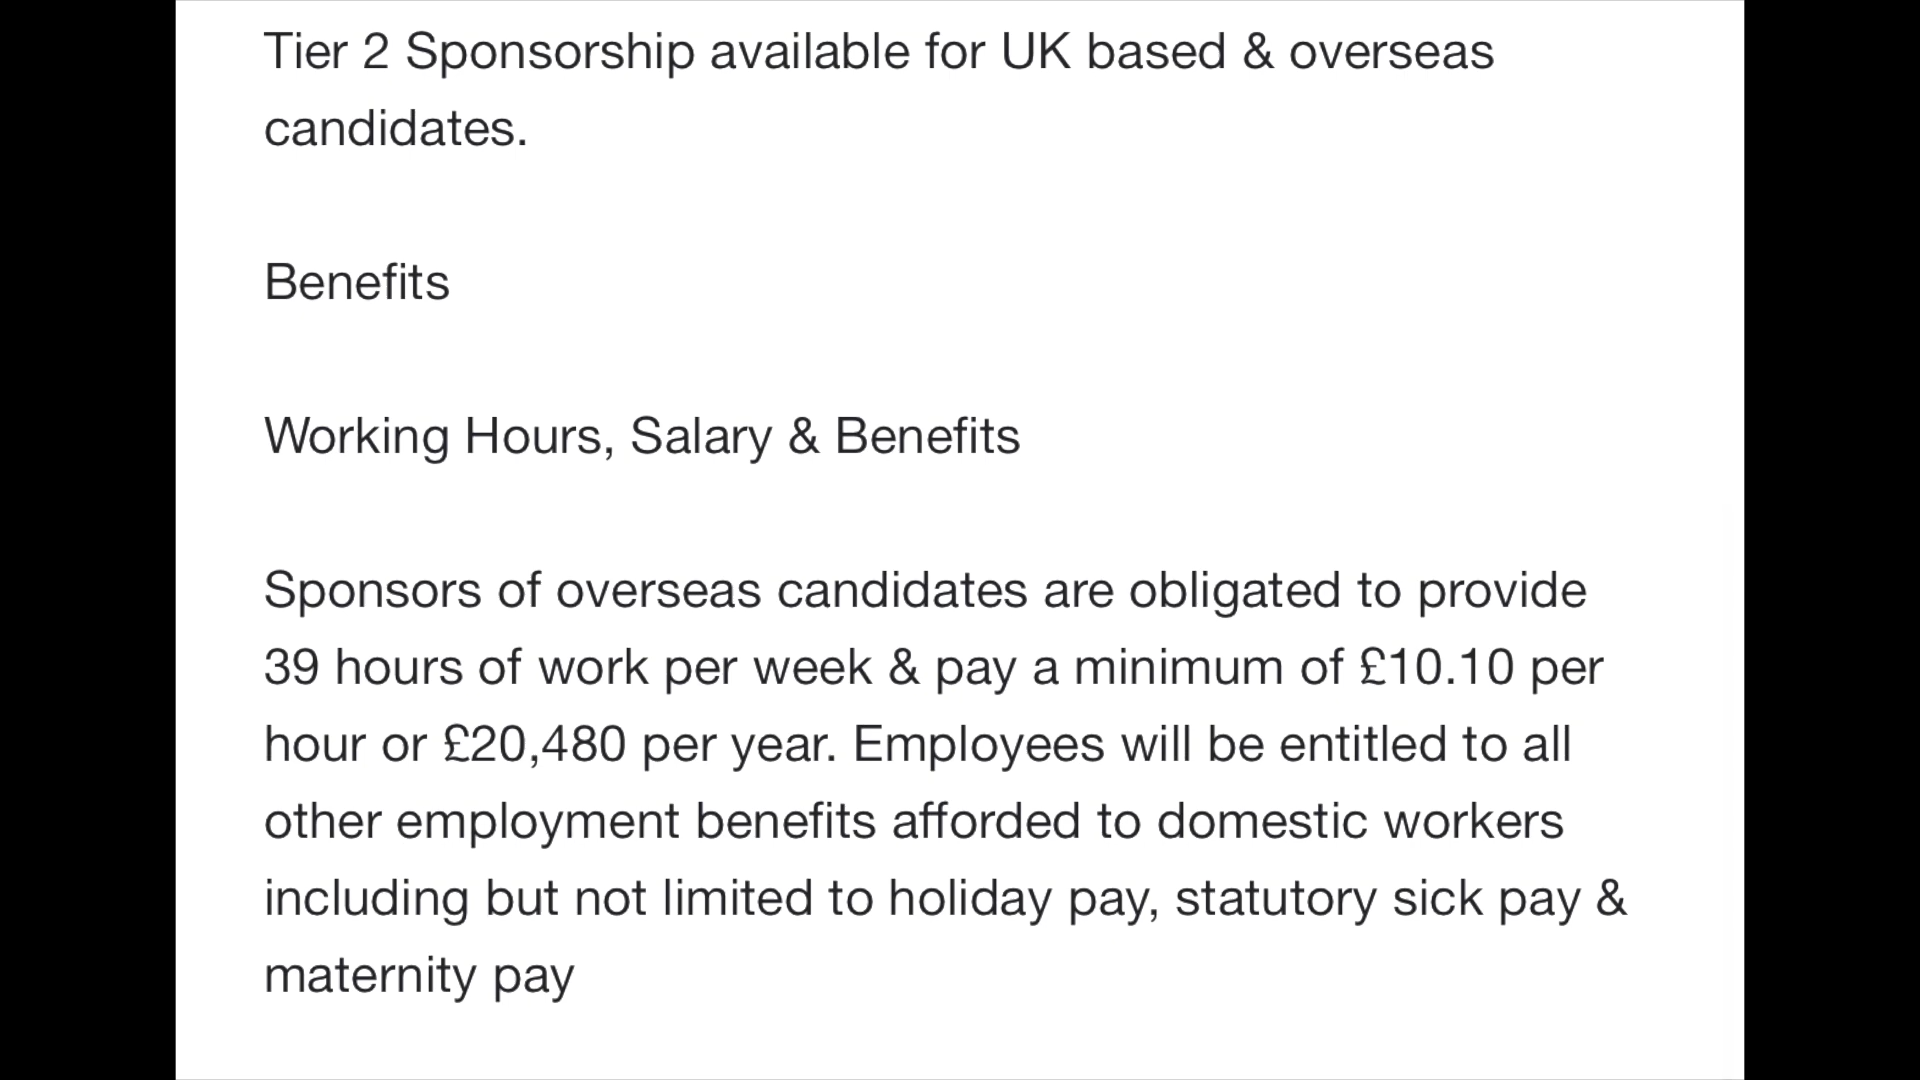 Tier 2 Sponsorship available for UK based & overseas
candidates.
Benefits
Working Hours, Salary & Benefits
Sponsors of overseas candidates are obligated to provide
39 hours of work per week & pay a minimum of £10.10 per
hour or £20,480 per year. Employees will be entitled to all
other employment benefits afforded to domestic workers
including but not limited to holiday pay, statutory sick pay &
maternity pay